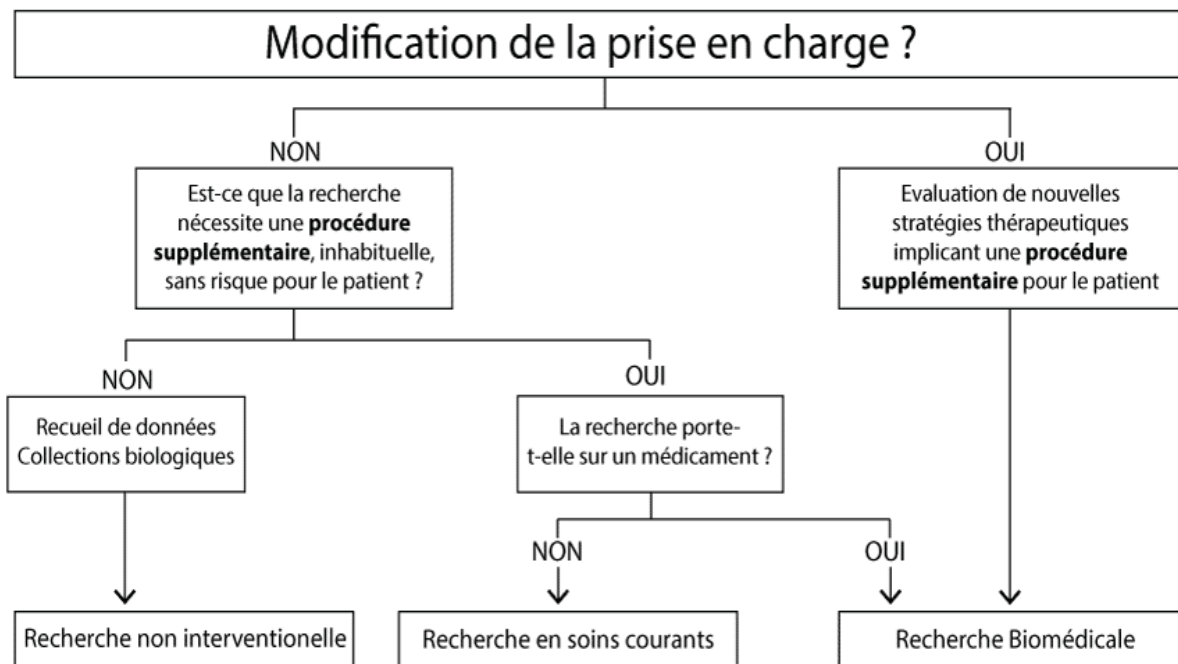 Modification de la prise en charge ?
NON
OUI
Est-ce que la recherche
nécessite une procédure
supplémentaire, inhabituelle,
sans risque pour le patient ?
Evaluation de nouvelles
stratégies thérapeutiques
implicant une procédure
supplémentaire pour le patient
NON
OUI
Recueil de données
Collections biologiques
La recherche porte-
t-elle sur un médicament ?
NON
OUI
Recherche non interventionelle
Recherche en soins courants
Recherche Biomédicale